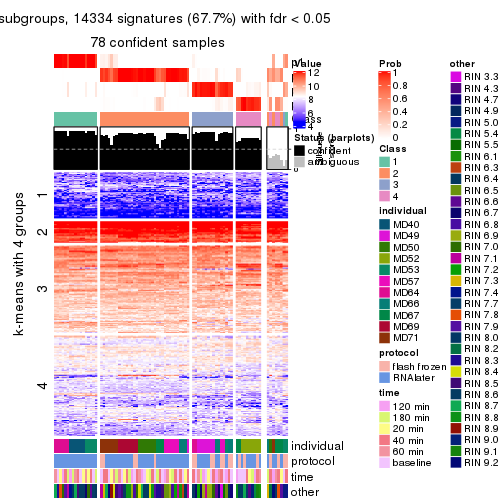 subgroups, 14334 signatures (67.7%) with fdr < 0.05
78 confident samples
k-means with 4 groups
1
2
3
4
individual
protocol
time
other
Value
12
10
8
6
4
Status (barplots)
confident
ambiguous
Prob
1
0.8
0.6
0.4
0.2
0
Class
1
2
3
4
individual
MD40
MD49
MD50
MD52
MD53
MD57
MD64
MD66
MD67
MD69
MD71
protocol
flash frozen
RNAlater
time
120 min
180 min
20 min
40 min
60 min
baseline
other
RIN 3.3
RIN 4.3
RIN 4.7
RIN 4.9
RIN 5.0
RIN 5.4
RIN 5.5
RIN 6.1
RIN 6.3
RIN 6.4
RIN 6.5
RIN 6.6
RIN 6.7
RIN 6.8
RIN 6.9
RIN 7.0
RIN 7.1
RIN 7.2
RIN 7.3
RIN 7.4
RIN 7.7
RIN 7.8
RIN 7.9
RIN 8.0
RIN 8.2
RIN 8.3
RIN 8.4
RIN 8.5
RIN 8.6
RIN 8.7
RIN 8.8
RIN 8.9
RIN 9.0
RIN 9.1
RIN 9.2